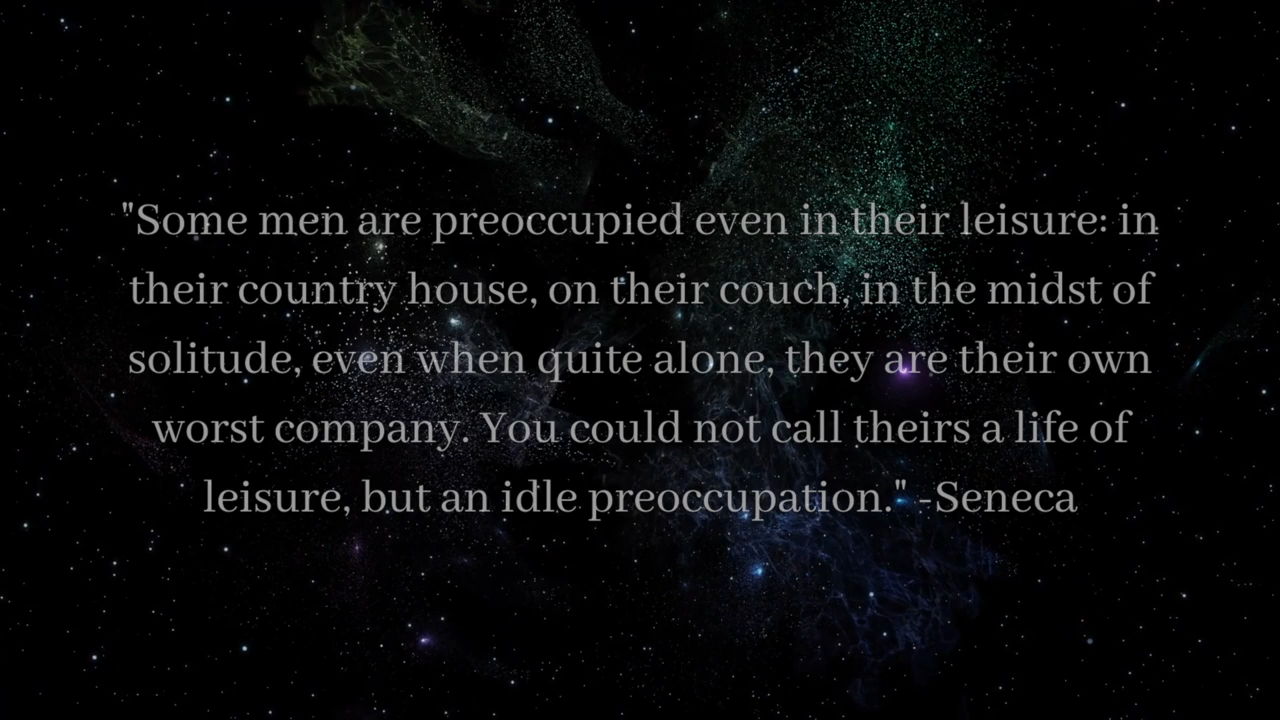 "Some men are preoccupied even in their leisure: in
their country house, on their couch, in the midst of
solitude, even when quite alone, they are their own
worst company. You could not call theirs a life of
leisure, but an idle preoccupation." -Seneca